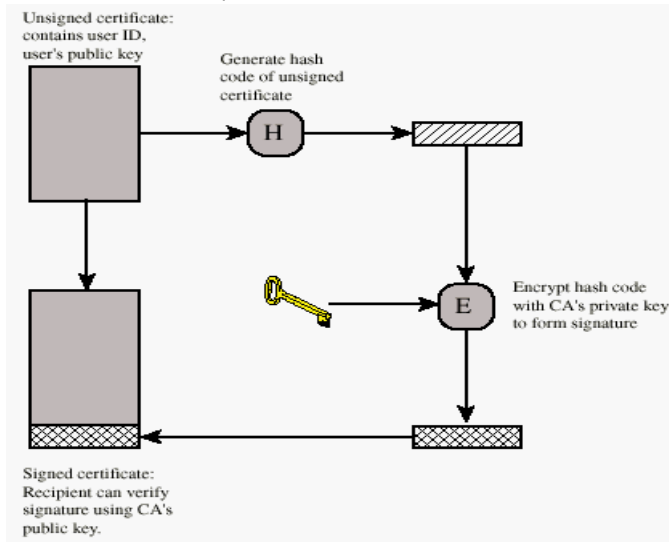 Unsigned certificate:
contains user ID,
user's public key
Generate hash
code of unsigned
certificate
H
E
Encrypt hash code
with CA's private key
to form signature
Signed certificate:
Recipient can verify
signature using CA's
public key.